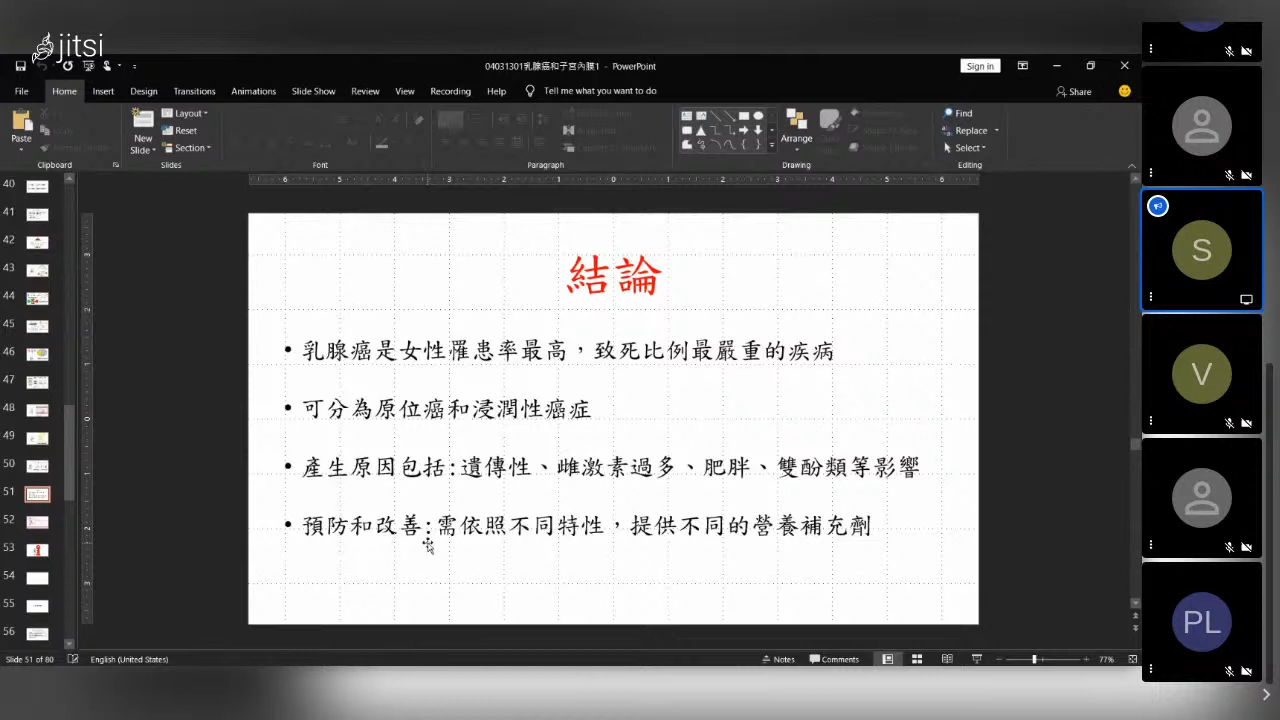 jitsi
04031301乳腺癌和子宮內膜1 - PowerPoint
Sign in
File Home Insert Design Transitions Animations Slide Show Review View Recording Help Tell me what you want to do Share
Paste
New Slide
Layout
Reset
Section
Arrange
Find
Replace
Select
Clipboard Slides Font Paragraph Drawing Editing
40
41
42
43
44
45
46
47
48
49
50
51
52
53
54
55
56
結論
• 乳腺癌是女性罹患率最高，致死比例最嚴重的疾病
• 可分為原位癌和浸潤性癌症
• 產生原因包括:遺傳性、雌激素過多、肥胖、雙酚類等影響
• 預防和改善:需依照不同特性，提供不同的營養補充劑
Slide 51 of 80 English (United States) Notes Comments 77%
S
V
PL